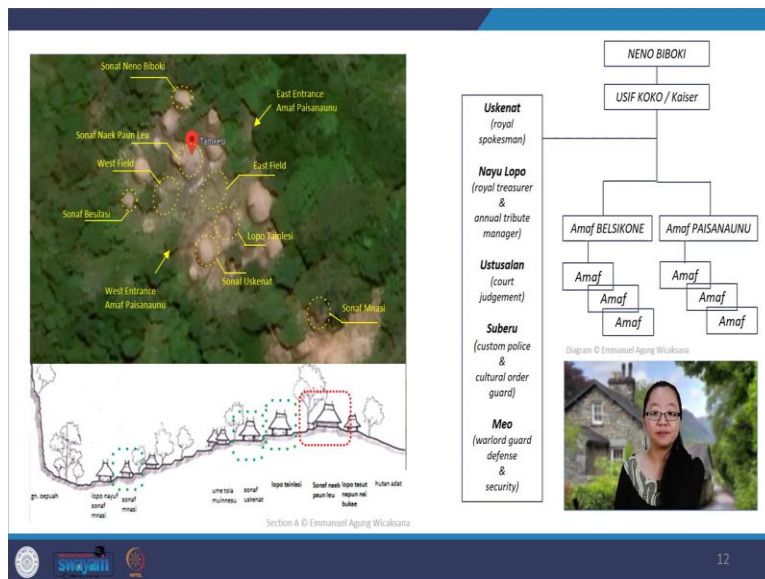 Sonaf Neno Biboki
East Entrance
Amaf Paisanaunu
Sonaf Naek Paun Leu
Tamkesi
West Field
East Field
Sonaf Besilasi
Lopo Tainlesi
Sonaf Uskenat
West Entrance
Amaf Paisanaunu
Sonaf Mnasi
gn. oepuah
lopo nayuf
sonaf
mnasi
sonaf
mnasi
ume tola
muinnesu
sonaf
uskenat
lopo tainlesi
Sonaf naek
paun leu
lopo tasut
nepun nai
bukae
hutan adat
Section A © Emmanuel Agung Wicaksana
NENO BIBOKI
USIF KOKO / Kaiser
Uskenat
(royal
spokesman)
Nayu Lopo
(royal treasurer
&
annual tribute
manager)
Ustusalan
(court
judgement)
Suberu
(custom police
&
cultural order
guard)
Meo
(warlord guard
defense
&
security)
Amaf BELSIKONE
Amaf PAISANAUNU
Amaf
Amaf
Amaf
Amaf
Amaf
Amaf
Diagram © Emmanuel Agung Wicaksana
swayam
NPTEL
12